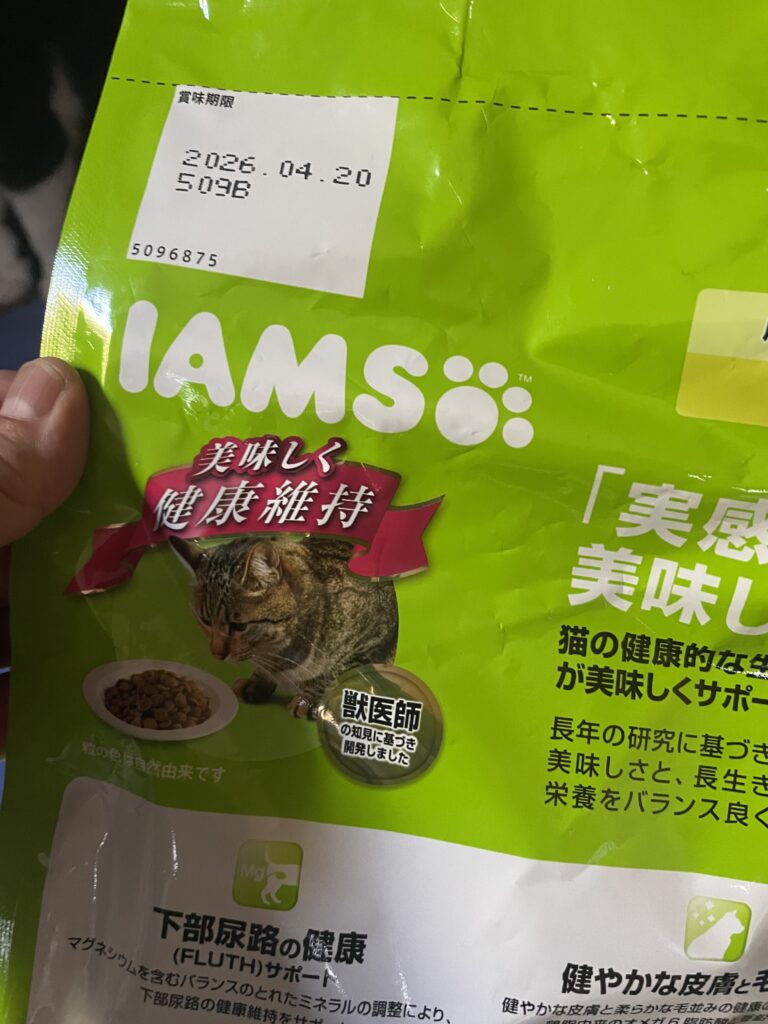 賞味期限
2026.04.20
509B
5096875
IAMS™
美味しく
健康維持
獣医師
の知見に基づき
開発しました
粒の色は自然由来です
「実感
美味し
猫の健康的な生
が美味しくサポー
長年の研究に基づき
美味しさと、長生き
栄養をバランス良く
Mg
下部尿路の健康
(FLUTH)サポート
マグネシウムを含むバランスのとれたミネラルの調整により、
下部尿路の健康維持をサポ
健やかな皮膚と毛
健やかな皮膚と柔らかな毛並みの健康の